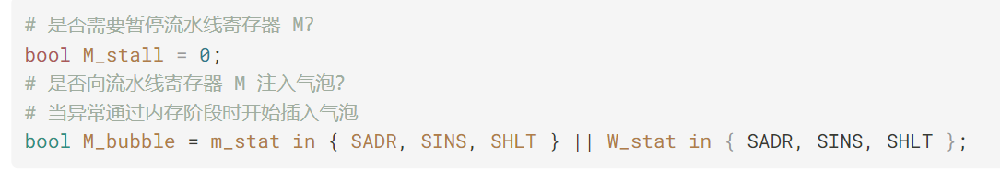 # 是否需要暂停流水线寄存器 M?
bool M_stall = 0;
# 是否向流水线寄存器 M 注入气泡?
# 当异常通过内存阶段时开始插入气泡
bool M_bubble = m_stat in { SADR, SINS, SHLT } || W_stat in { SADR, SINS, SHLT };